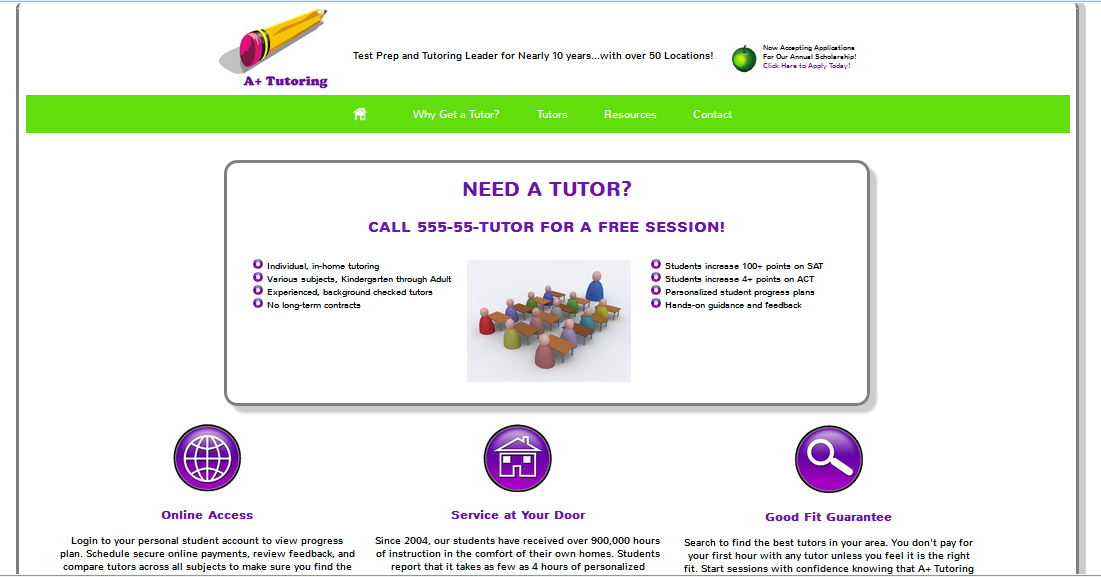 A+ Tutoring
Test Prep and Tutoring Leader for Nearly 10 years...with over 50 Locations!
Now Accepting Applications
For Our Annual Scholarship!
Click Here to Apply Today!
Why Get a Tutor?
Tutors
Resources
Contact
NEED A TUTOR?
CALL 555-55-TUTOR FOR A FREE SESSION!
Individual, in-home tutoring
Various subjects, Kindergarten through Adult
Experienced, background checked tutors
No long-term contracts
Students increase 100+ points on SAT
Students increase 4+ points on ACT
Personalized student progress plans
Hands-on guidance and feedback
Online Access
Login to your personal student account to view progress
plan. Schedule secure online payments, review feedback, and
compare tutors across all subjects to make sure you find the
Service at Your Door
Since 2004, our students have received over 900,000 hours
of instruction in the comfort of their own homes. Students
report that it takes as few as 4 hours of personalized
Good Fit Guarantee
Search to find the best tutors in your area. You don't pay for
your first hour with any tutor unless you feel it is the right
fit. Start sessions with confidence knowing that A+ Tutoring